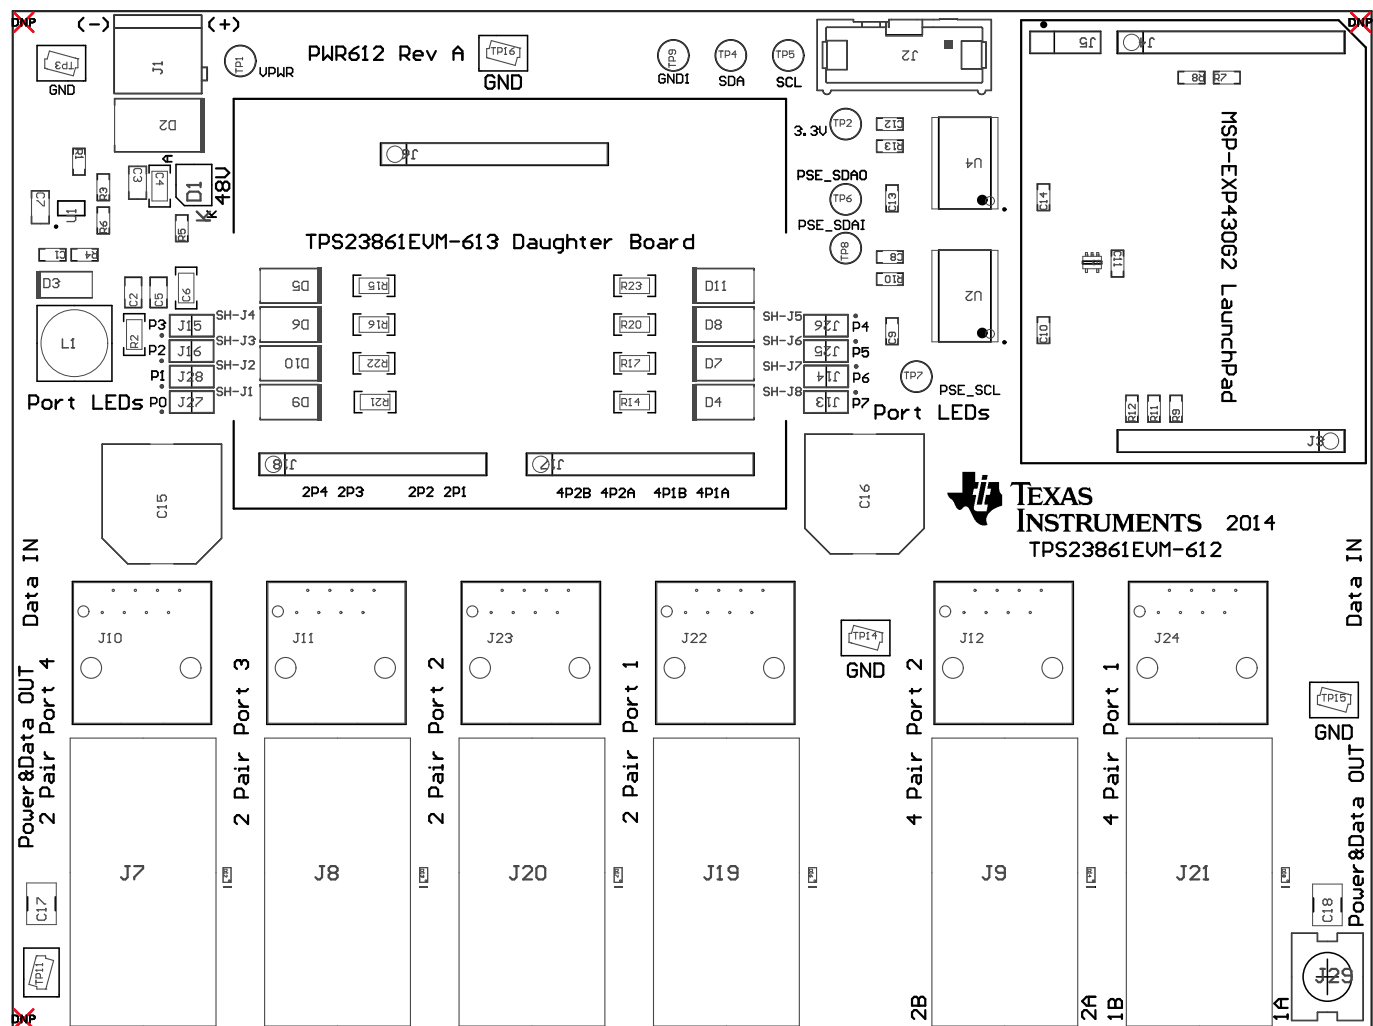 DNP
(-)
(+)
DNP
TP3
GND
J1
TP1
VPWR
PWR612 Rev A
TP16
GND
TP9
GND1
TP4
SDA
TP5
SCL
J2
J5
J4
R8
R7
D2
3.3V
TP2
C12
R13
U4
MSP-EXP430G2 LaunchPad
J6
R1
A
C3
C4
D1
48V
K
C7
U1
R3
R6
R5
PSE_SDAO
TP6
C13
C14
PSE_SDAI
TP8
TPS23861EVM-613 Daughter Board
C1
R4
C8
R10
U2
C11
D3
C2
C5
C6
D5
R15
R23
D11
SH-J4
P3
J15
D6
R16
R20
D8
SH-J5
J26
P4
C9
C10
L1
R2
SH-J3
P2
J16
SH-J2
D10
R22
R17
D7
SH-J6
J25
P5
SH-J7
P1
J28
SH-J1
J14
P6
TP7
PSE_SCL
Port LEDs
P0
J27
D9
R21
R14
D4
SH-J8
J13
P7
Port LEDs
R12
R11
R9
J3
J18
J17
2P4 2P3
2P2 2P1
4P2B 4P2A
4P1B 4P1A
C15
C16
TEXAS
INSTRUMENTS
2014
TPS23861EVM-612
Data IN
Data IN
J10
J11
J23
J22
TP14
GND
J12
J24
TP15
GND
Power&Data OUT
2 Pair Port 4
2 Pair Port 3
2 Pair Port 2
2 Pair Port 1
4 Pair Port 2
4 Pair Port 1
Power&Data OUT
J7
J8
J20
J19
J9
J21
C17
C18
TP11
J29
2B
2A
1B
1A
DNP